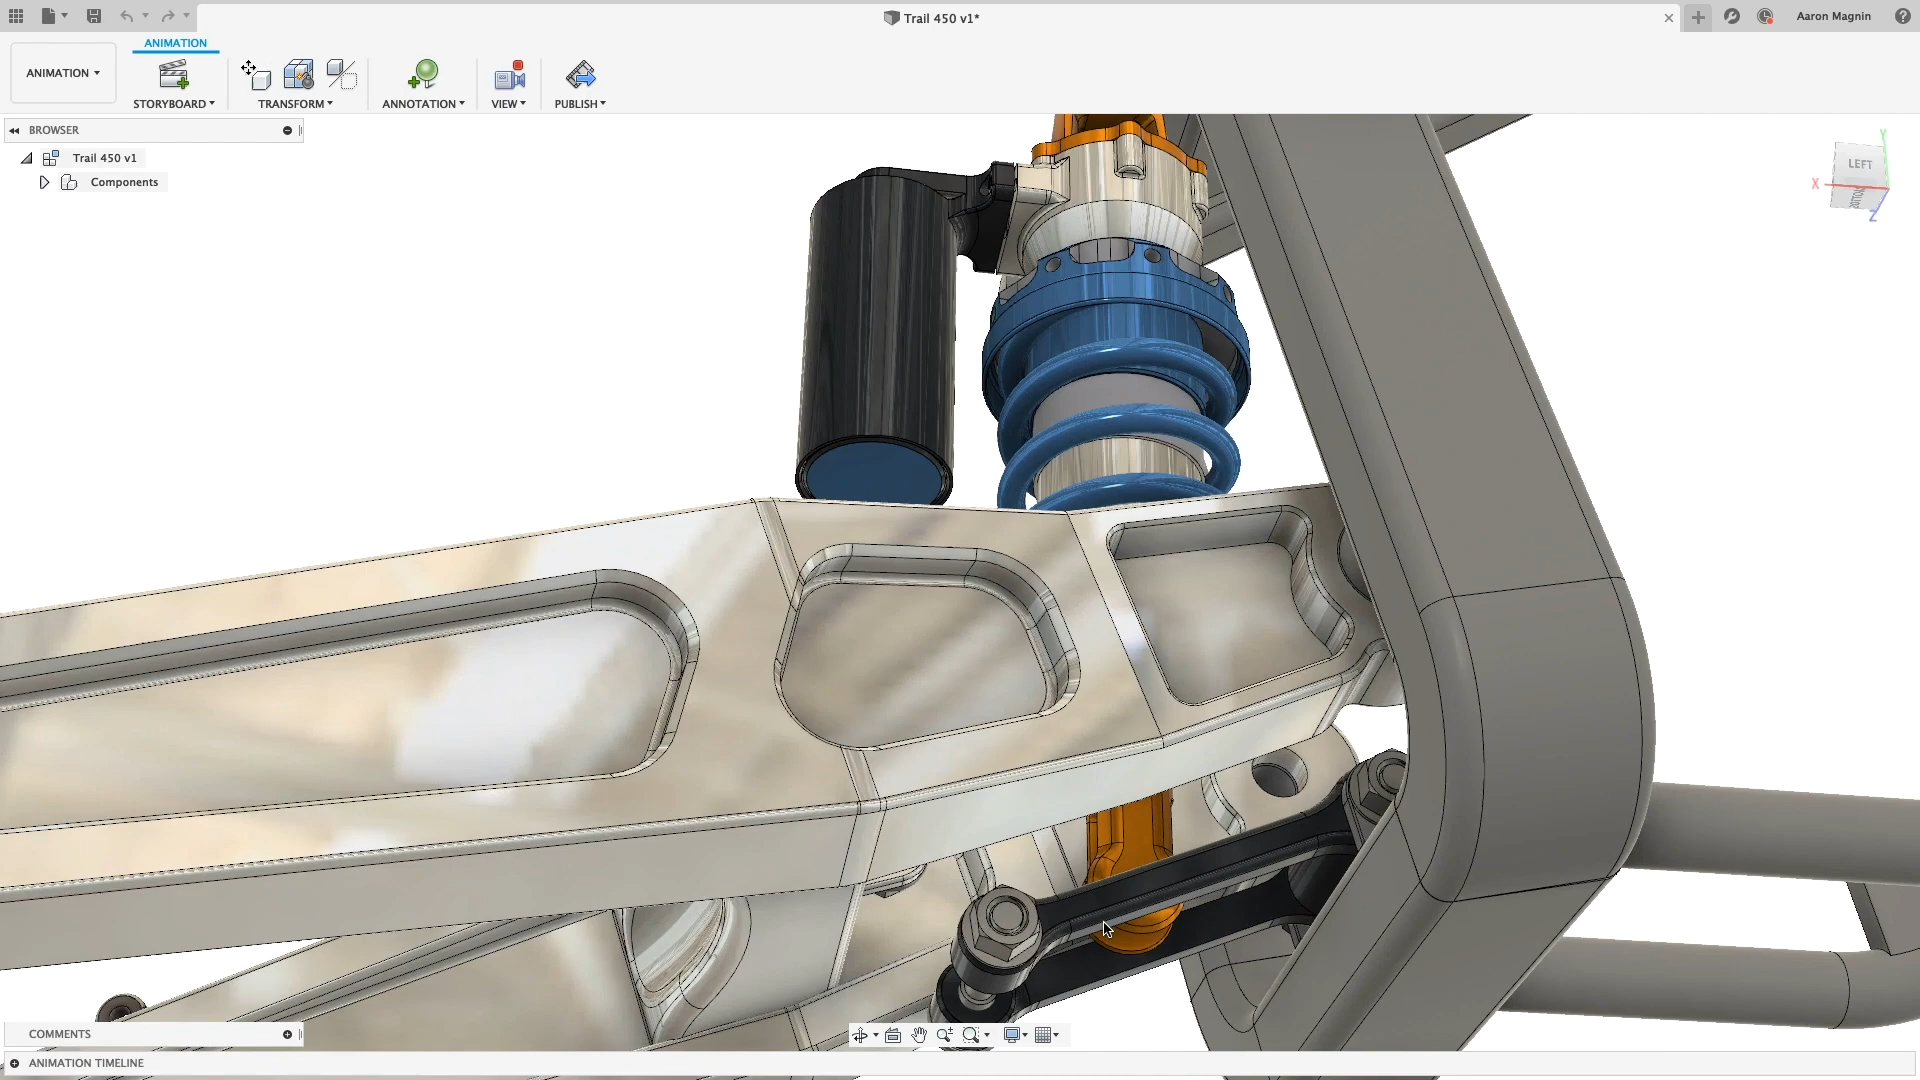 Trail 450 v1*
Aaron Magnin
ANIMATION
ANIMATION
STORYBOARD
TRANSFORM
ANNOTATION
VIEW
PUBLISH
BROWSER
Trail 450 v1
Components
Y
LEFT
X
BOTTOM
Z
COMMENTS
ANIMATION TIMELINE